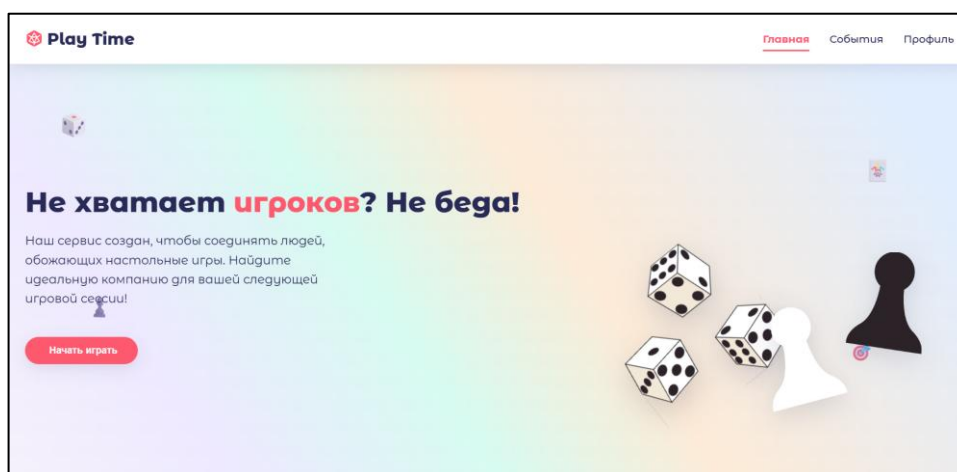 Play Time
Главная
События
Профиль
Не хватает игроков? Не беда!
Наш сервис создан, чтобы соединять людей,
обожающих настольные игры. Найдите
идеальную компанию для вашей следующей
игровой сессии!
Начать играть